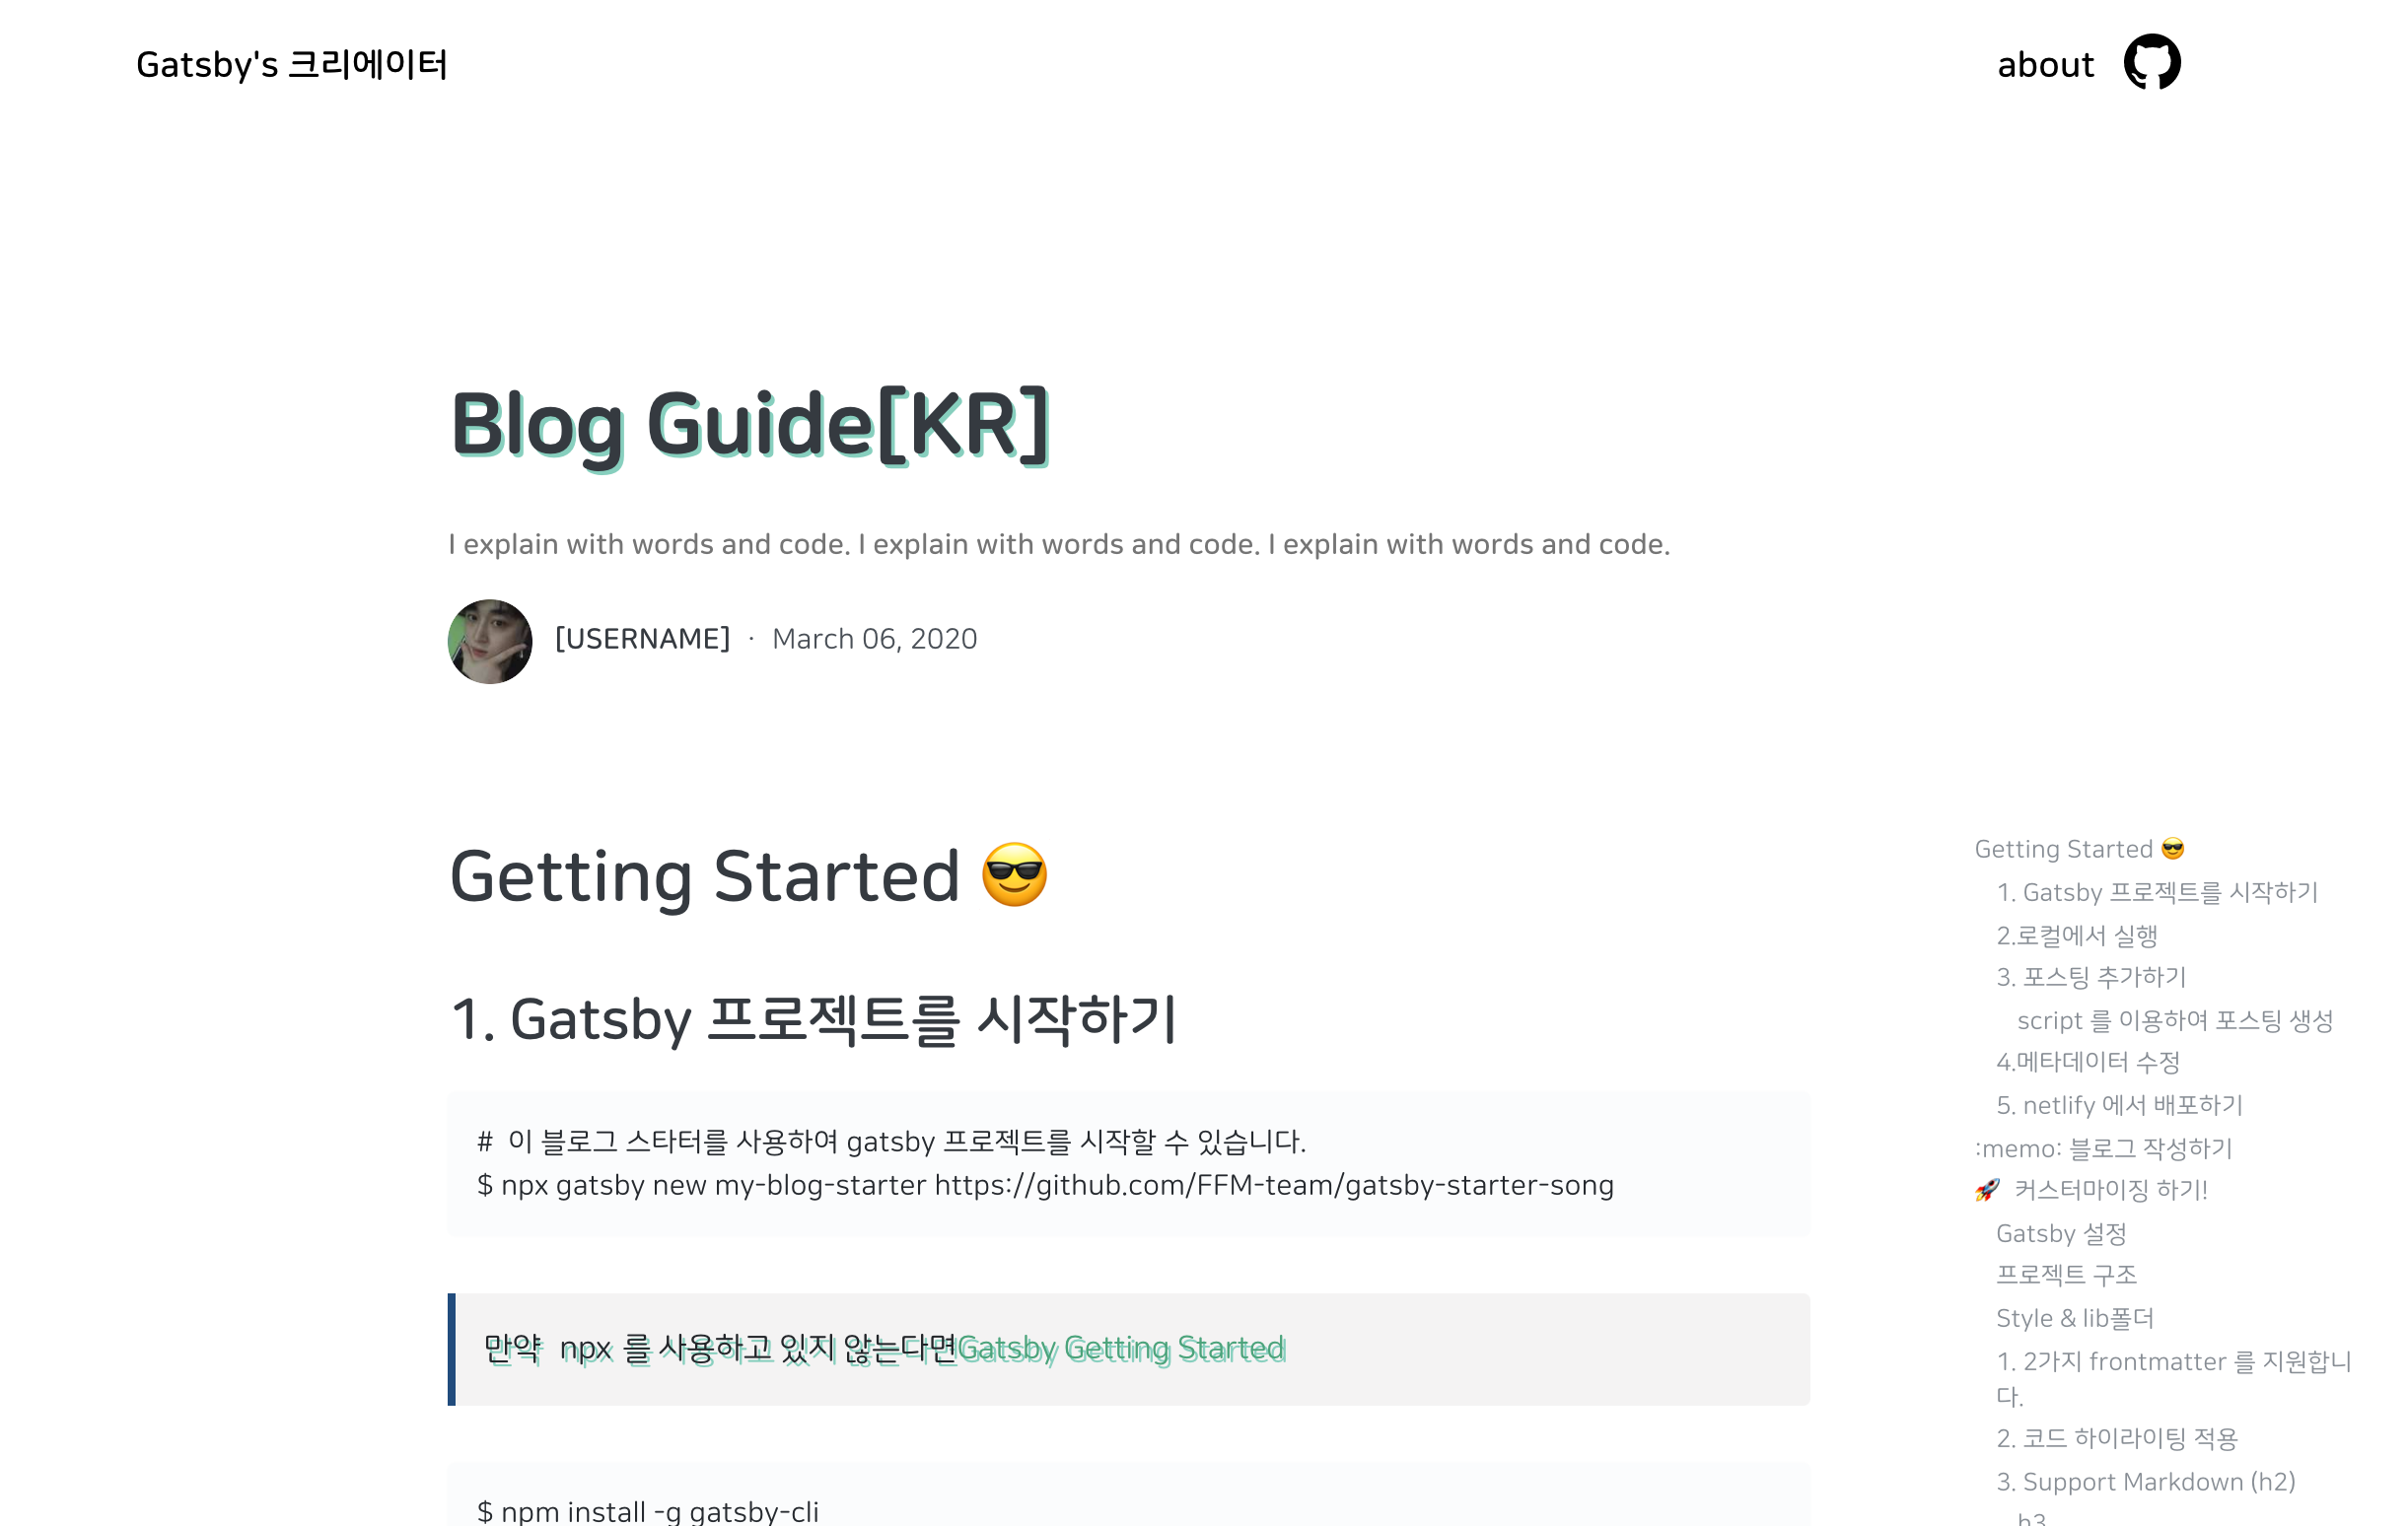 Gatsby's 크리에이터
about
Blog Guide[KR]
I explain with words and code. I explain with words and code. I explain with words and code.
[USERNAME] · March 06, 2020
Getting Started 😎
1. Gatsby 프로젝트를 시작하기
# 이 블로그 스타터를 사용하여 gatsby 프로젝트를 시작할 수 있습니다.
$ npx gatsby new my-blog-starter https://github.com/FFM-team/gatsby-starter-song
만약 npx 를 사용하고 있지 않는다면Gatsby Getting Started
$ npm install -g gatsby-cli
Getting Started 😎
1. Gatsby 프로젝트를 시작하기
2.로컬에서 실행
3. 포스팅 추가하기
script 를 이용하여 포스팅 생성
4.메타데이터 수정
5. netlify 에서 배포하기
:memo: 블로그 작성하기
🚀 커스터마이징 하기!
Gatsby 설정
프로젝트 구조
Style & lib폴더
1. 2가지 frontmatter 를 지원합니
다.
2. 코드 하이라이팅 적용
3. Support Markdown (h2)
h3